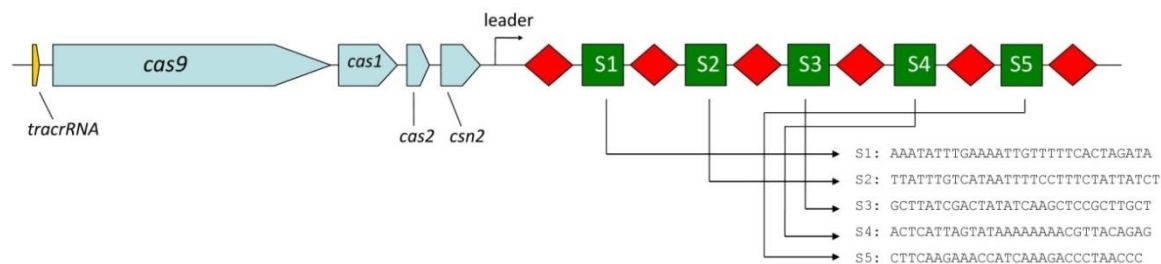 leader
cas9
cas1
S1
S2
S3
S4
S5
tracrRNA
cas2
csn2
S1: AAATATTTGAAAATTGTTTTTCACTAGATA
S2: TTATTTGTCATAATTTTCCTTTCTATTATCT
S3: GCTTATCGACTATATCAAGCTCCGCTTGCT
S4: ACTCATTAGTATAAAAAAAACGTTACAGAG
S5: CTTCAAGAAACCATCAAAGACCCTAACCC